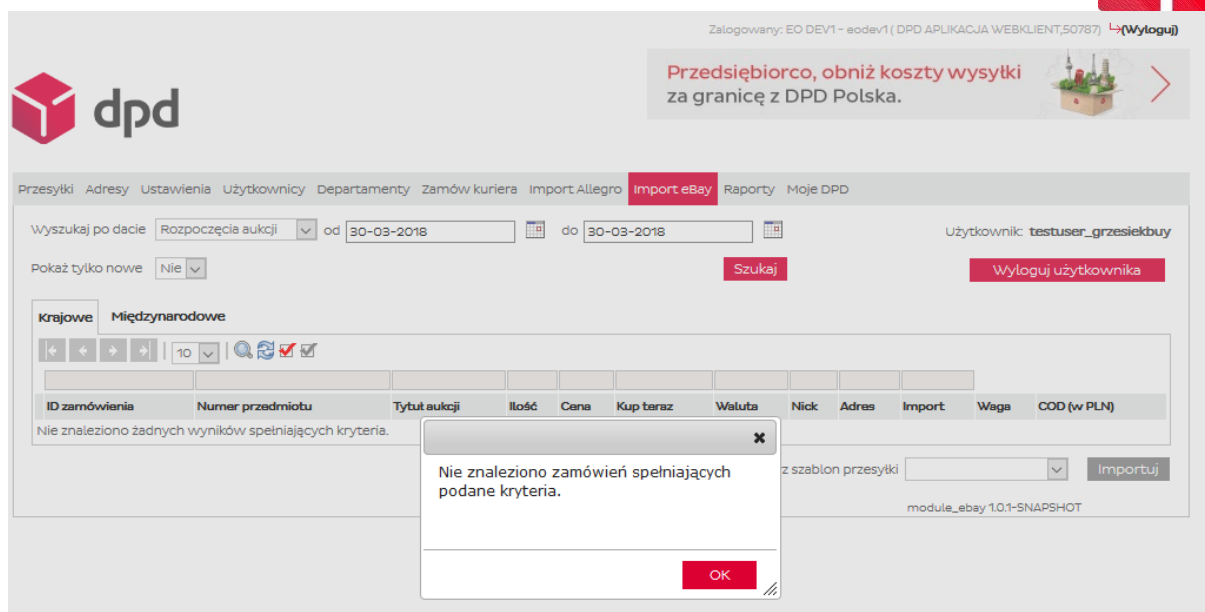 Zalogowany: EO DEV1 - eodev1 ( DPD APLIKACJA WEBKLIENT,50787) (Wyloguj)
Przedsiębiorco, obniż koszty wysyłki
za granicę z DPD Polska.
dpd
Przesyłki Adresy Ustawienia Użytkownicy Departamenty Zamów kuriera Import Allegro Import eBay Raporty Moje DPD
Wyszukaj po dacie Rozpoczęcia aukcji od 30-03-2018 do 30-03-2018 Użytkownik: testuser_grzesiekbuy
Pokaż tylko nowe Nie Szukaj Wyloguj użytkownika
Krajowe Międzynarodowe
10
ID zamówienia Numer przedmiotu Tytuł aukcji Ilość Cena Kup teraz Waluta Nick Adres Import Waga COD (w PLN)
Nie znaleziono żadnych wyników spełniających kryteria.
Nie znaleziono zamówień spełniających
podane kryteria.
z szablon przesyłki Importuj
module_ebay 1.0.1-SNAPSHOT
OK